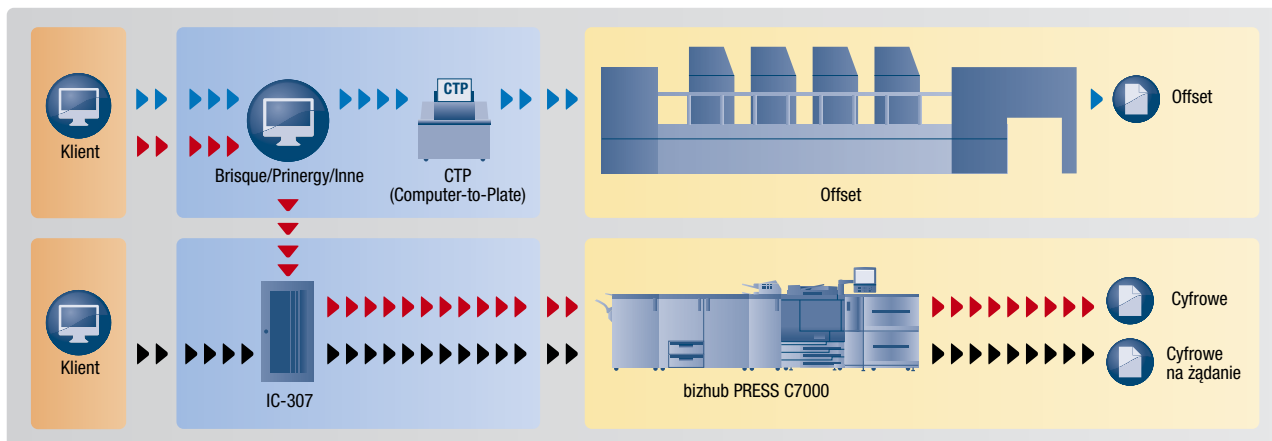 CTP
Klient
Brisque/Prinergy/Inne
CTP
(Computer-to-Plate)
Offset
Offset
Klient
IC-307
bizhub PRESS C7000
Cyfrowe
Cyfrowe
na żądanie